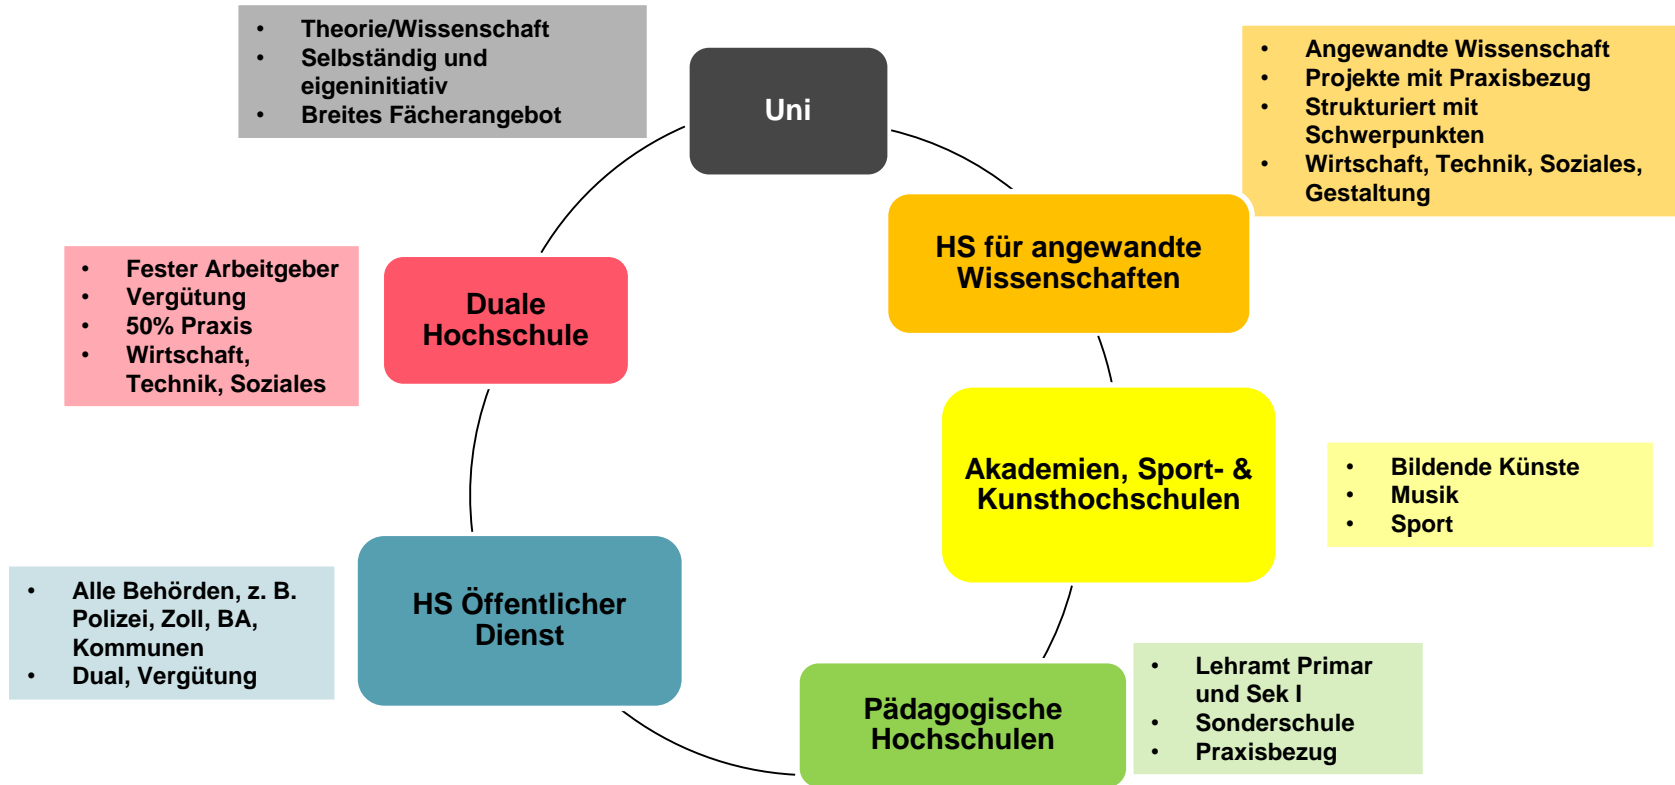 • Theorie/Wissenschaft
• Selbständig und
eigeninitiativ
• Breites Fächerangebot
Uni
• Angewandte Wissenschaft
• Projekte mit Praxisbezug
• Strukturiert mit
Schwerpunkten
• Wirtschaft, Technik, Soziales,
Gestaltung
HS für angewandte
Wissenschaften
• Fester Arbeitgeber
• Vergütung
• 50% Praxis
• Wirtschaft,
Technik, Soziales
Duale
Hochschule
Akademien, Sport- &
Kunsthochschulen
• Bildende Künste
• Musik
• Sport
• Alle Behörden, z. B.
Polizei, Zoll, BA,
Kommunen
• Dual, Vergütung
HS Öffentlicher
Dienst
Pädagogische
Hochschulen
• Lehramt Primar
und Sek I
• Sonderschule
• Praxisbezug